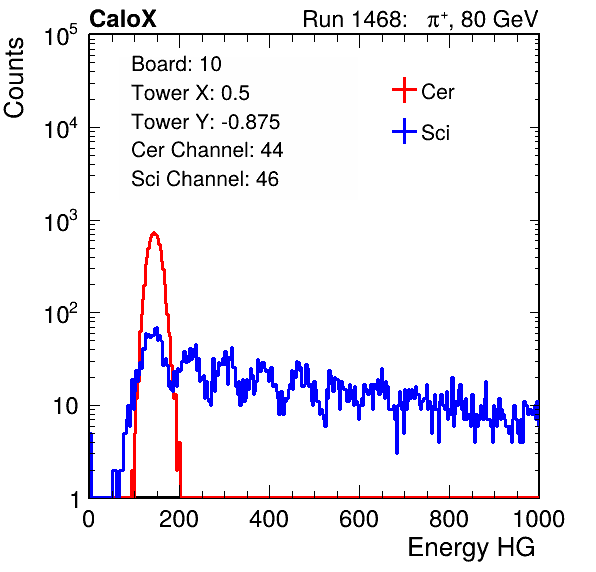 CaloX Run 1468: π⁺, 80 GeV
Counts
10⁵
10⁴
10³
10²
10
1
Board: 10
Tower X: 0.5
Tower Y: -0.875
Cer Channel: 44
Sci Channel: 46
Cer
Sci
0 200 400 600 800 1000
Energy HG